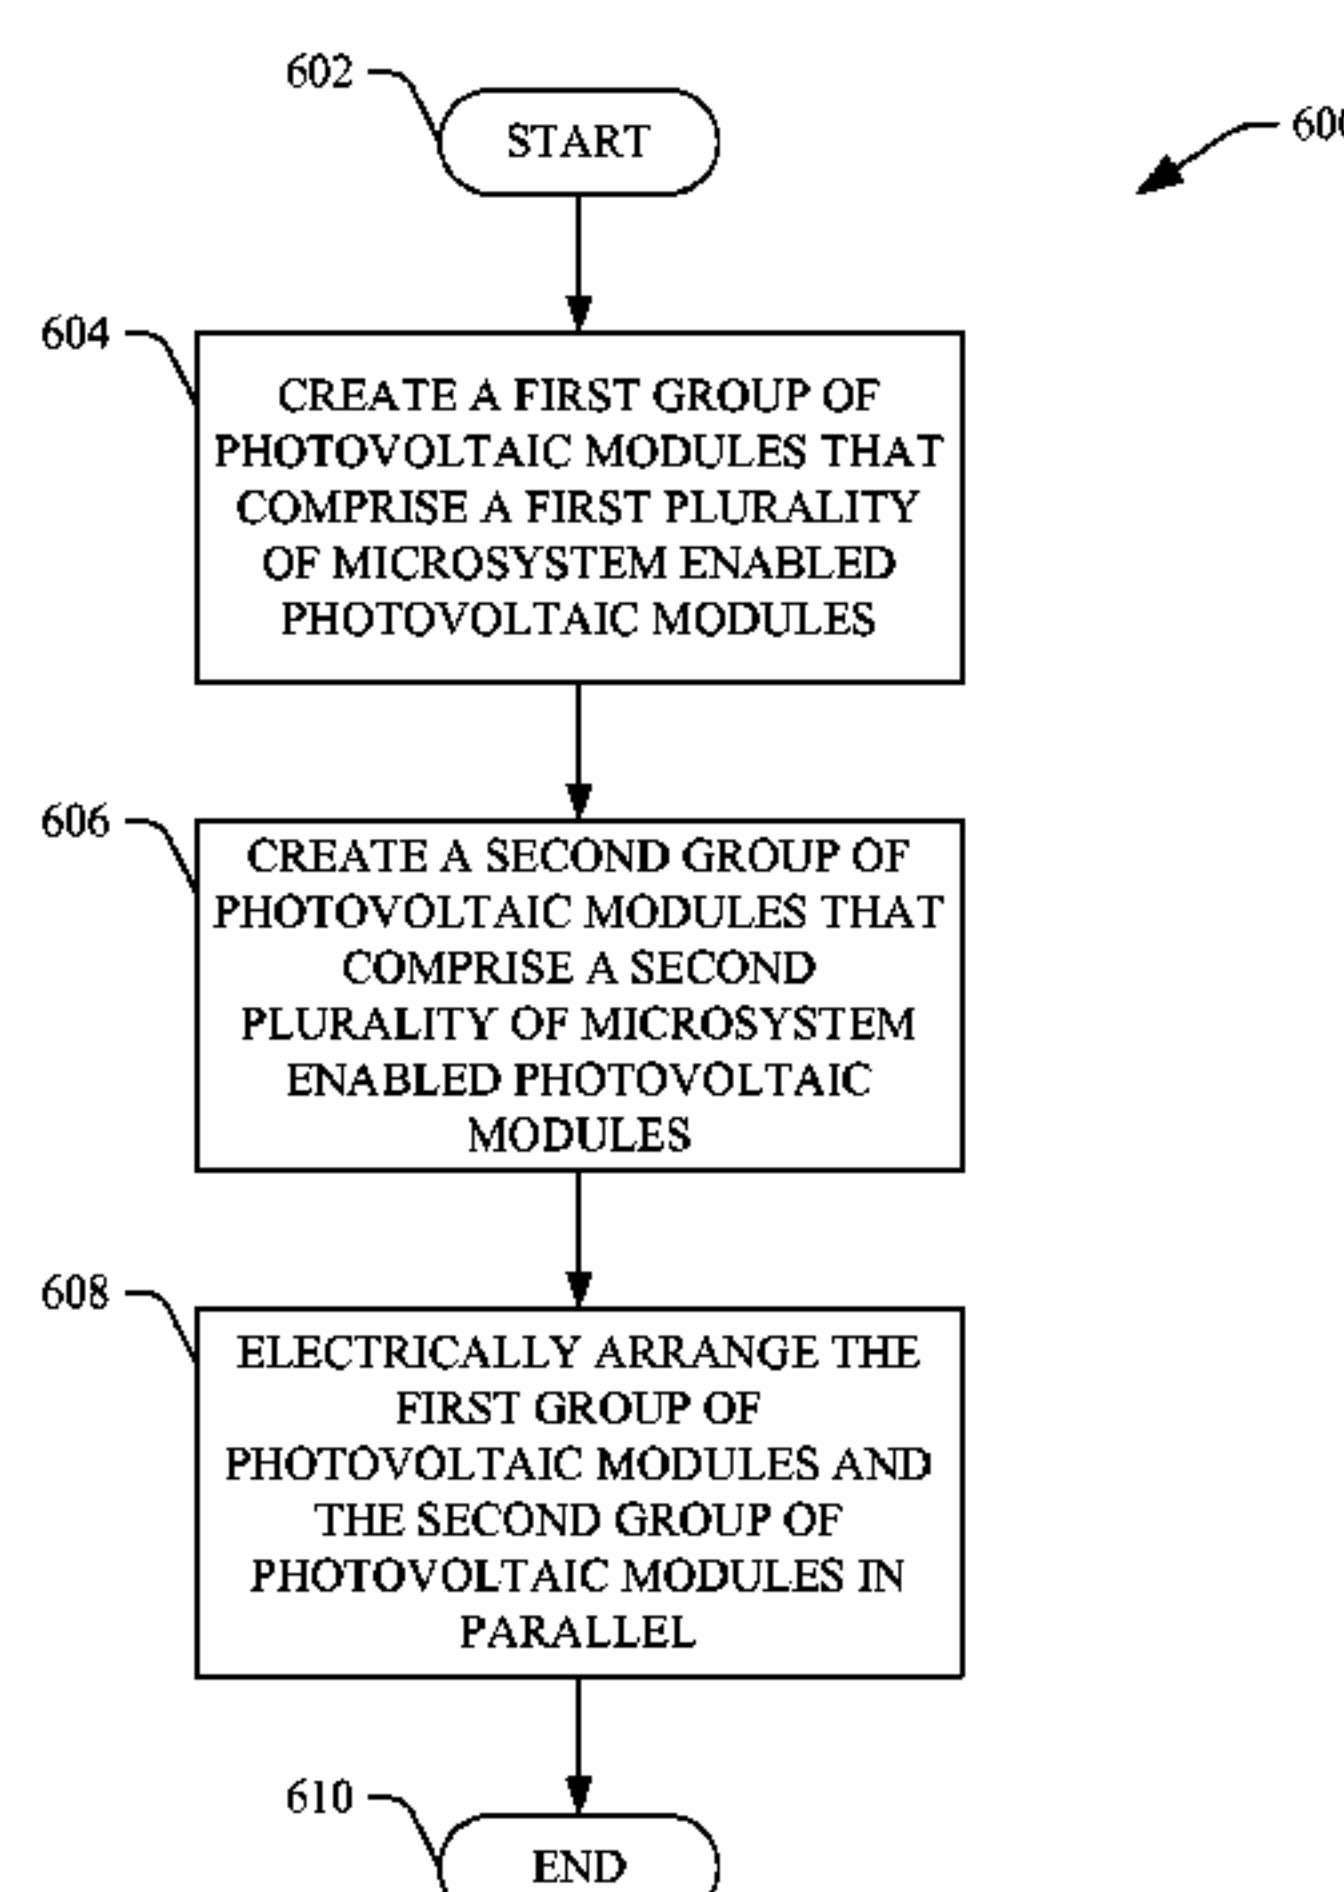 602
START
600
604
CREATE A FIRST GROUP OF
PHOTOVOLTAIC MODULES THAT
COMPRISE A FIRST PLURALITY
OF MICROSYSTEM ENABLED
PHOTOVOLTAIC MODULES
606
CREATE A SECOND GROUP OF
PHOTOVOLTAIC MODULES THAT
COMPRISE A SECOND
PLURALITY OF MICROSYSTEM
ENABLED PHOTOVOLTAIC
MODULES
608
ELECTRICALLY ARRANGE THE
FIRST GROUP OF
PHOTOVOLTAIC MODULES AND
THE SECOND GROUP OF
PHOTOVOLTAIC MODULES IN
PARALLEL
610
END